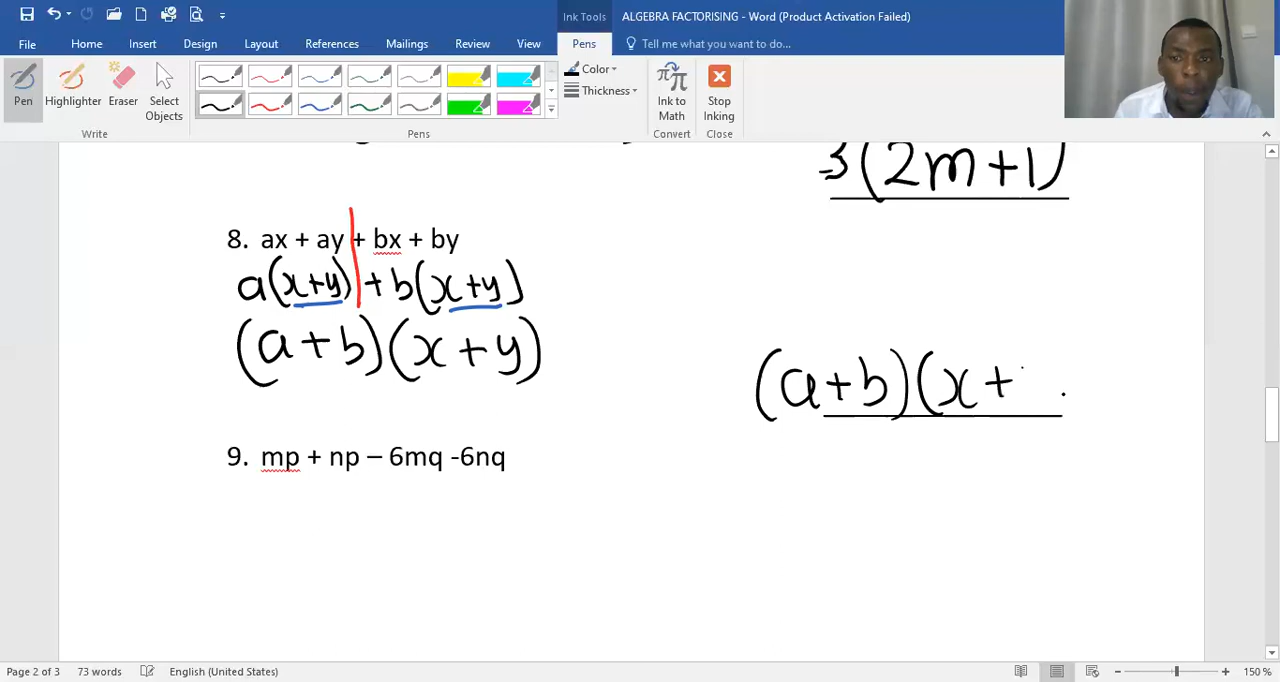 ALGEBRA FACTORISING - Word (Product Activation Failed)
Ink Tools
File Home Insert Design Layout References Mailings Review View Pens Tell me what you want to do...
Pen Highlighter Eraser Select Objects
Color
Thickness
Ink to Math
Stop Inking
Write Pens Convert Close
3(2m+1)
8. ax + ay + bx + by
a(x+y) + b(x+y)
(a+b)(x+y)
(a+b)(x+
9. mp + np – 6mq -6nq
Page 2 of 3 73 words English (United States) 150 %